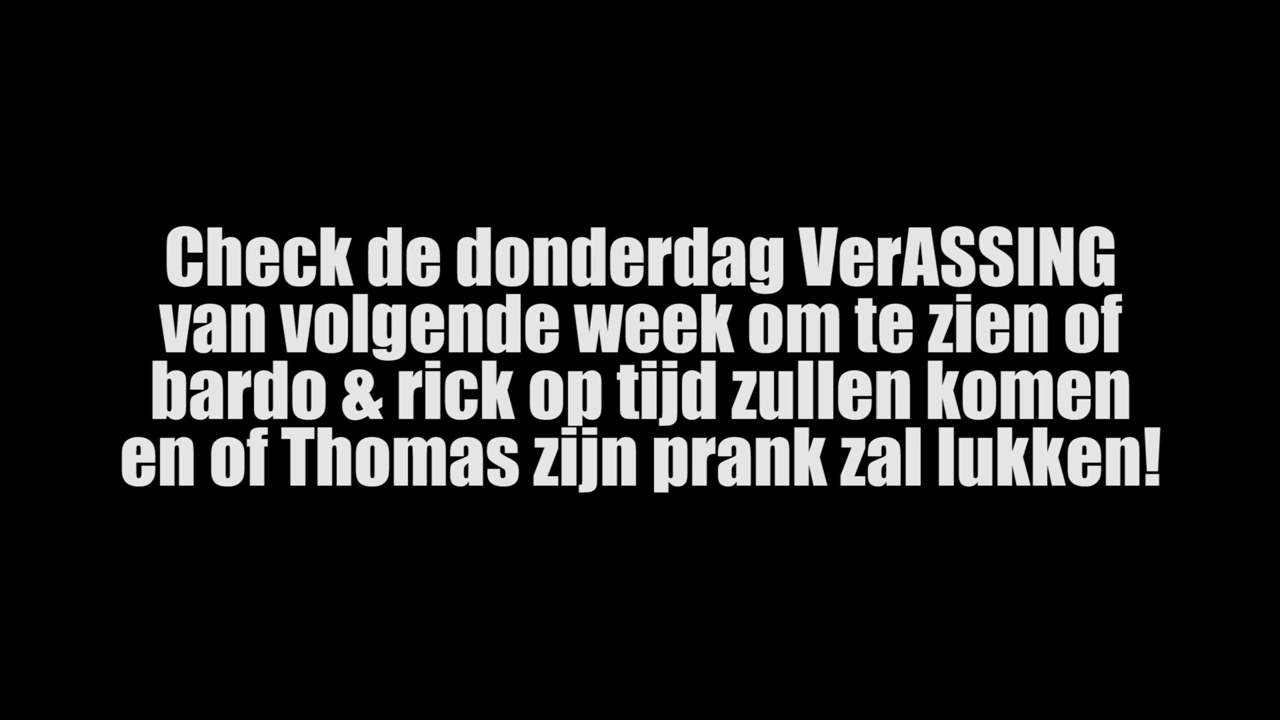 Check de donderdag VerASSING
van volgende week om te zien of
bardo & rick op tijd zullen komen
en of Thomas zijn prank zal lukken!